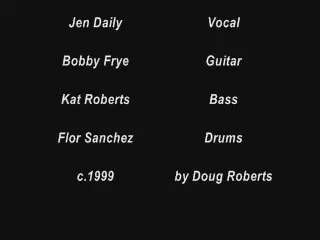 Jen Daily Vocal
Bobby Frye Guitar
Kat Roberts Bass
Flor Sanchez Drums
c.1999 by Doug Roberts